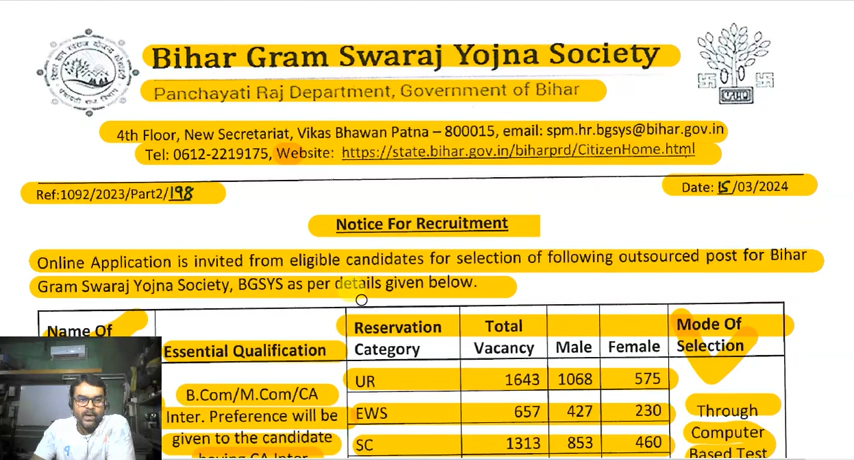 Bihar Gram Swaraj Yojna Society
Panchayati Raj Department, Government of Bihar
4th Floor, New Secretariat, Vikas Bhawan Patna – 800015, email: spm.hr.bgsys@bihar.gov.in
Tel: 0612-2219175, Website: https://state.bihar.gov.in/biharprd/CitizenHome.html
Ref:1092/2023/Part2/198 Date: 15/03/2024
Notice For Recruitment
Online Application is invited from eligible candidates for selection of following outsourced post for Bihar
Gram Swaraj Yojna Society, BGSYS as per details given below.
Name Of
Essential Qualification
Reservation Category
Total Vacancy
Male
Female
Mode Of Selection
B.Com/M.Com/CA
Inter. Preference will be
given to the candidate
having CA Inter
UR 1643 1068 575
EWS 657 427 230
SC 1313 853 460
Through
Computer
Based Test